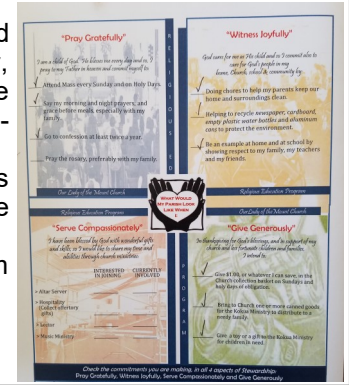 "Pray Gratefully"
I am a child of God. He blesses me every day and so, I
pray to my Father in heaven and commit myself to:
Attend Mass every Sunday and on Holy Days.
Say my morning and night prayers, and
grace before meals, especially with my
family.
Go to confession at least twice a year.
Pray the rosary, preferably with my family.
Our Lady of the Mount Church
RELIGIOUS ED
"Witness Joyfully"
God cares for me as His child and so I commit also to
care for God's people in my
home, Church, school & community by:
Doing chores to help my parents keep our
home and surroundings clean.
Helping to recycle newspaper, cardboard,
empty plastic water bottles and aluminum
cans to protect the environment.
Be an example at home and at school by
showing respect to my family, my teachers
and my friends.
Religious Education Program
WHAT WOULD
MY PARISH LOOK
LIKE WHEN
I
Religious Education Program
"Serve Compassionately"
I have been blessed by God with wonderful gifts
and skills, so I would like to share my time and
abilities through church ministries.
INTERESTED CURRENTLY
IN JOINING INVOLVED
Altar Server
Hospitality
(Collect offertory
gifts)
Lector
Music Ministry
PROGRAM
Our Lady of the Mount Church
"Give Generously"
In thanksgiving for God's blessings, and in support of my
church and less fortunate children and families,
I intend to:
Give $1.00, or whatever I can save, in the
Church collection basket on Sundays and
holy days of obligation.
Bring to Church one or more canned goods
for the Kokua Ministry to distribute to a
needy family.
Give a toy or a gift to the Kokua Ministry
for children in need.
Check the commitments you are making, in all 4 aspects of Stewardship:
Pray Gratefully, Witness Joyfully, Serve Compassionately and Give Generously